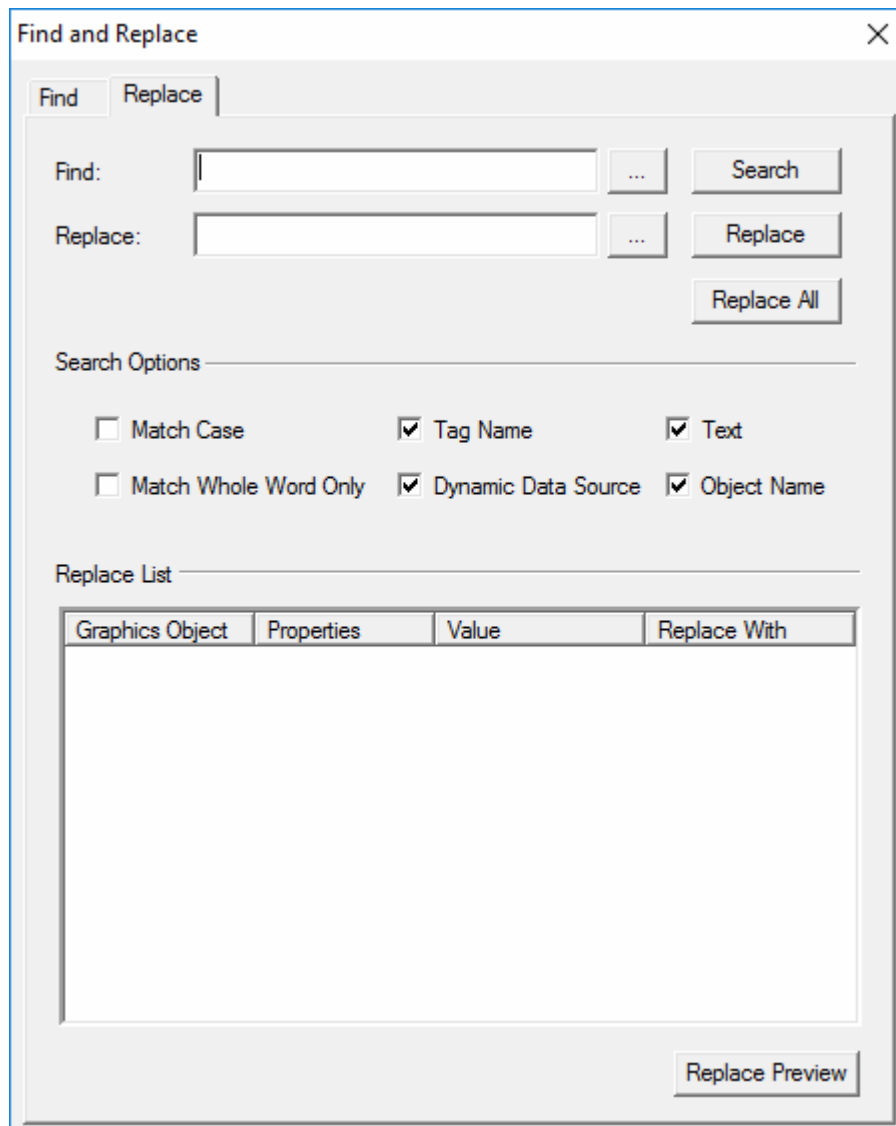 Find and Replace
Find Replace
Find: ... Search
Replace: ... Replace
Replace All
Search Options
Match Case Tag Name Text
Match Whole Word Only Dynamic Data Source Object Name
Replace List
Graphics Object Properties Value Replace With
Replace Preview